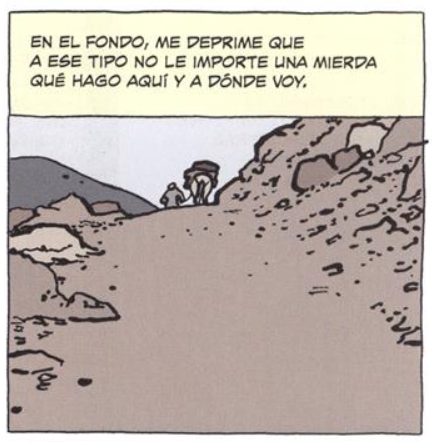 EN EL FONDO, ME DEPRIME QUE
A ESE TIPO NO LE IMPORTE UNA MIERDA
QUÉ HAGO AQUÍ Y A DÓNDE VOY.